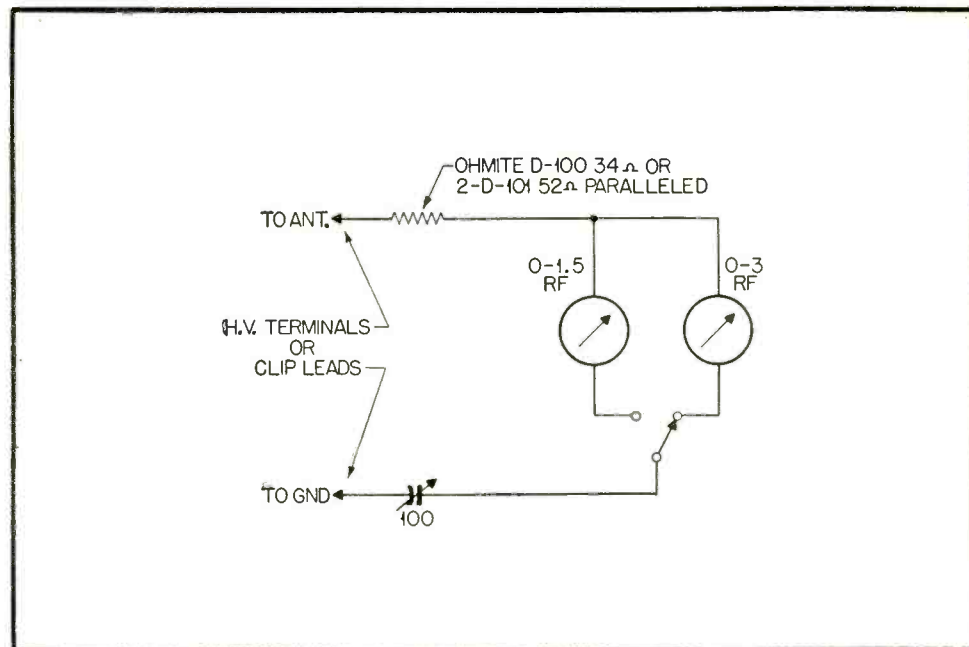 OHMITE D-100 34 Ω OR
2-D-101 52Ω PARALLELED
TO ANT.
0-1.5
RF
0-3
RF
H.V. TERMINALS
OR
CLIP LEADS
TO GND
100